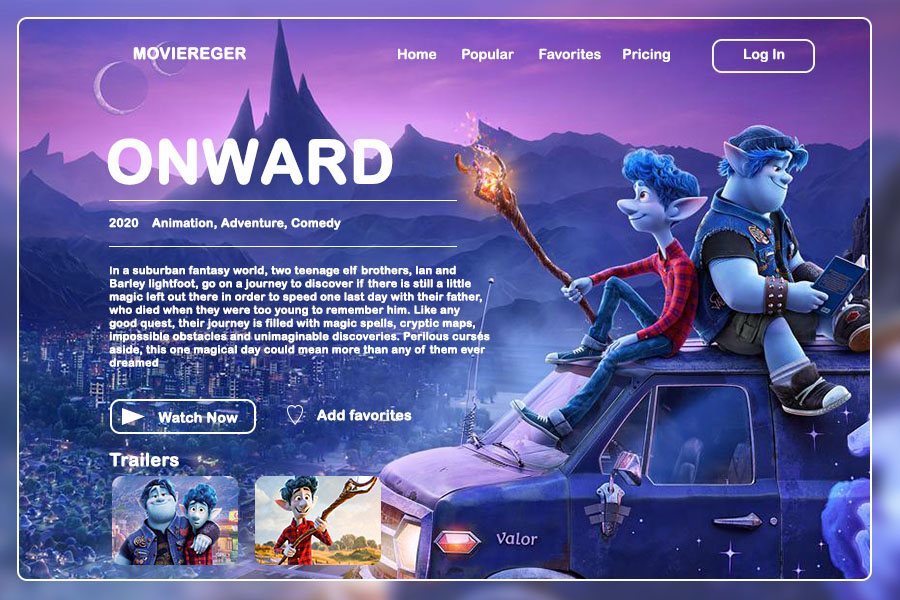 MOVIEREGER
Home Popular Favorites Pricing Log In
ONWARD
2020 Animation, Adventure, Comedy
In a suburban fantasy world, two teenage elf brothers, Ian and
Barley lightfoot, go on a journey to discover if there is still a little
magic left out there in order to speed one last day with their father,
who died when they were too young to remember him. Like any
good quest, their journey is filled with magic spells, cryptic maps,
impossible obstacles and unimaginable discoveries. Perilous curses
aside, this one magical day could mean more than any of them ever
dreamed
Watch Now Add favorites
Trailers
Valor